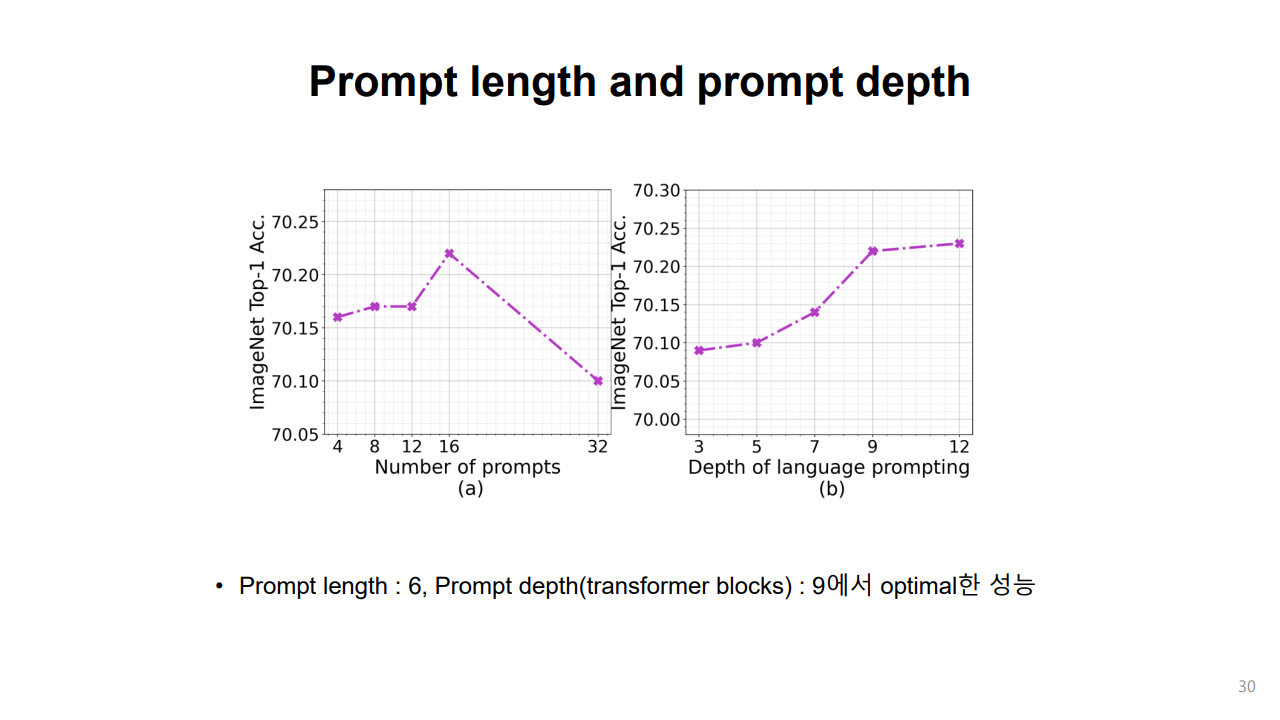 Prompt length and prompt depth
ImageNet Top-1 Acc.
70.25
70.20
70.15
70.10
70.05
4 8 12 16 32
Number of prompts
(a)
ImageNet Top-1 Acc.
70.30
70.25
70.20
70.15
70.10
70.05
70.00
3 5 7 9 12
Depth of language prompting
(b)
• Prompt length : 6, Prompt depth(transformer blocks) : 9에서 optimal한 성능
30